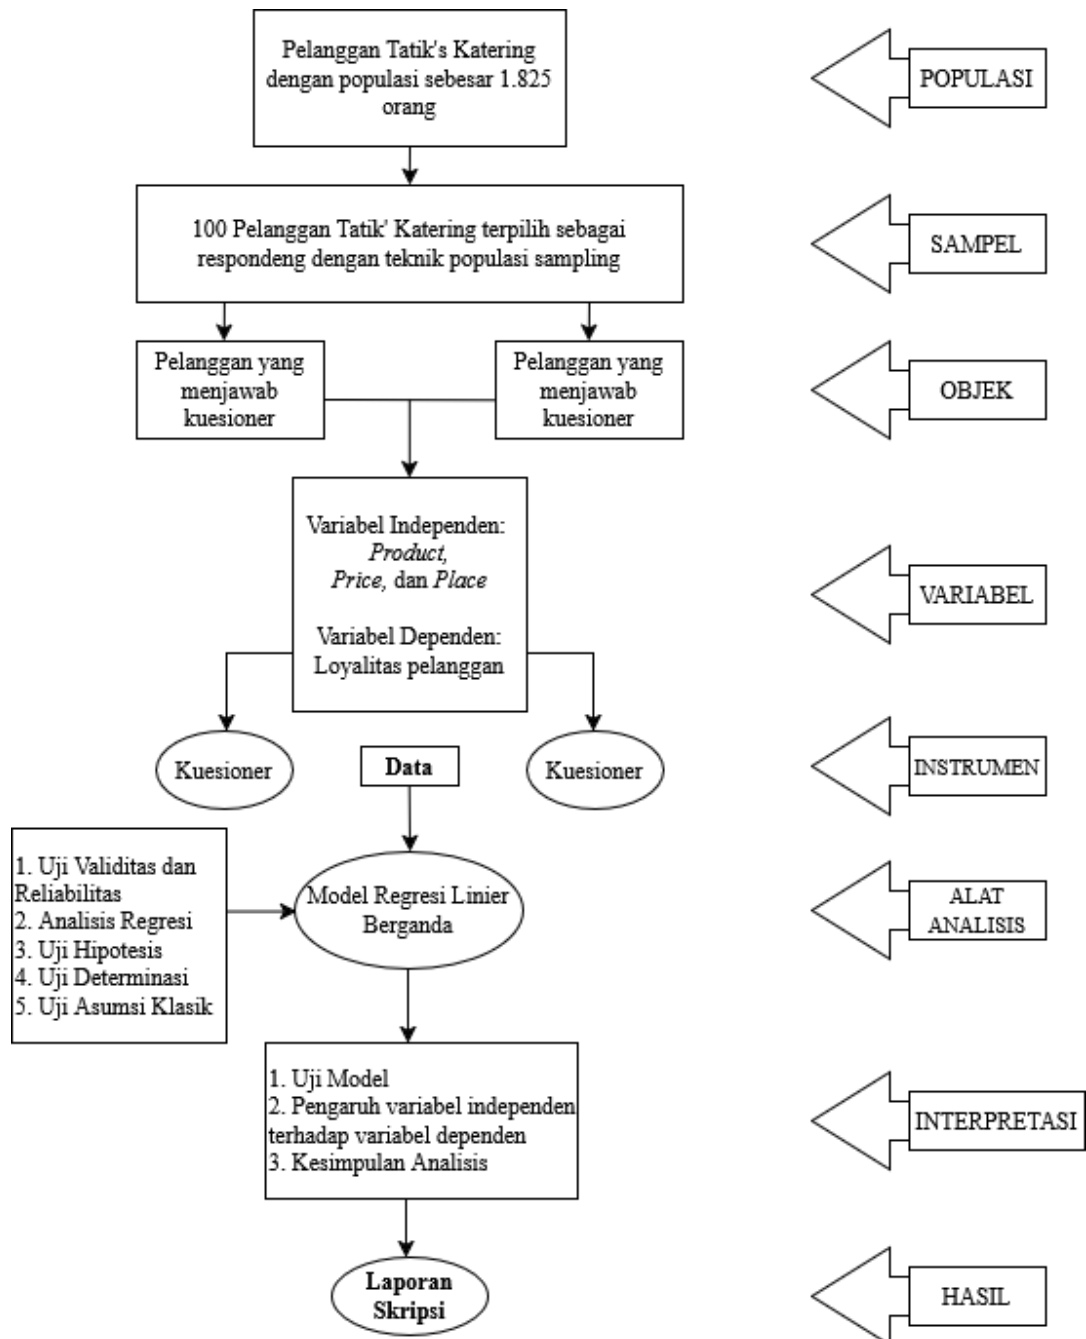 Pelanggan Tatik's Katering
dengan populasi sebesar 1.825
orang
POPULASI
100 Pelanggan Tatik' Katering terpilih sebagai
respondeng dengan teknik populasi sampling
SAMPEL
Pelanggan yang
menjawab
kuesioner
Pelanggan yang
menjawab
kuesioner
OBJEK
Variabel Independen:
Product,
Price, dan Place
Variabel Dependen:
Loyalitas pelanggan
VARIABEL
Kuesioner
Data
Kuesioner
INSTRUMEN
1. Uji Validitas dan
Reliabilitas
2. Analisis Regresi
3. Uji Hipotesis
4. Uji Determinasi
5. Uji Asumsi Klasik
Model Regresi Linier
Berganda
ALAT
ANALISIS
1. Uji Model
2. Pengaruh variabel independen
terhadap variabel dependen
3. Kesimpulan Analisis
INTERPRETASI
Laporan
Skripsi
HASIL